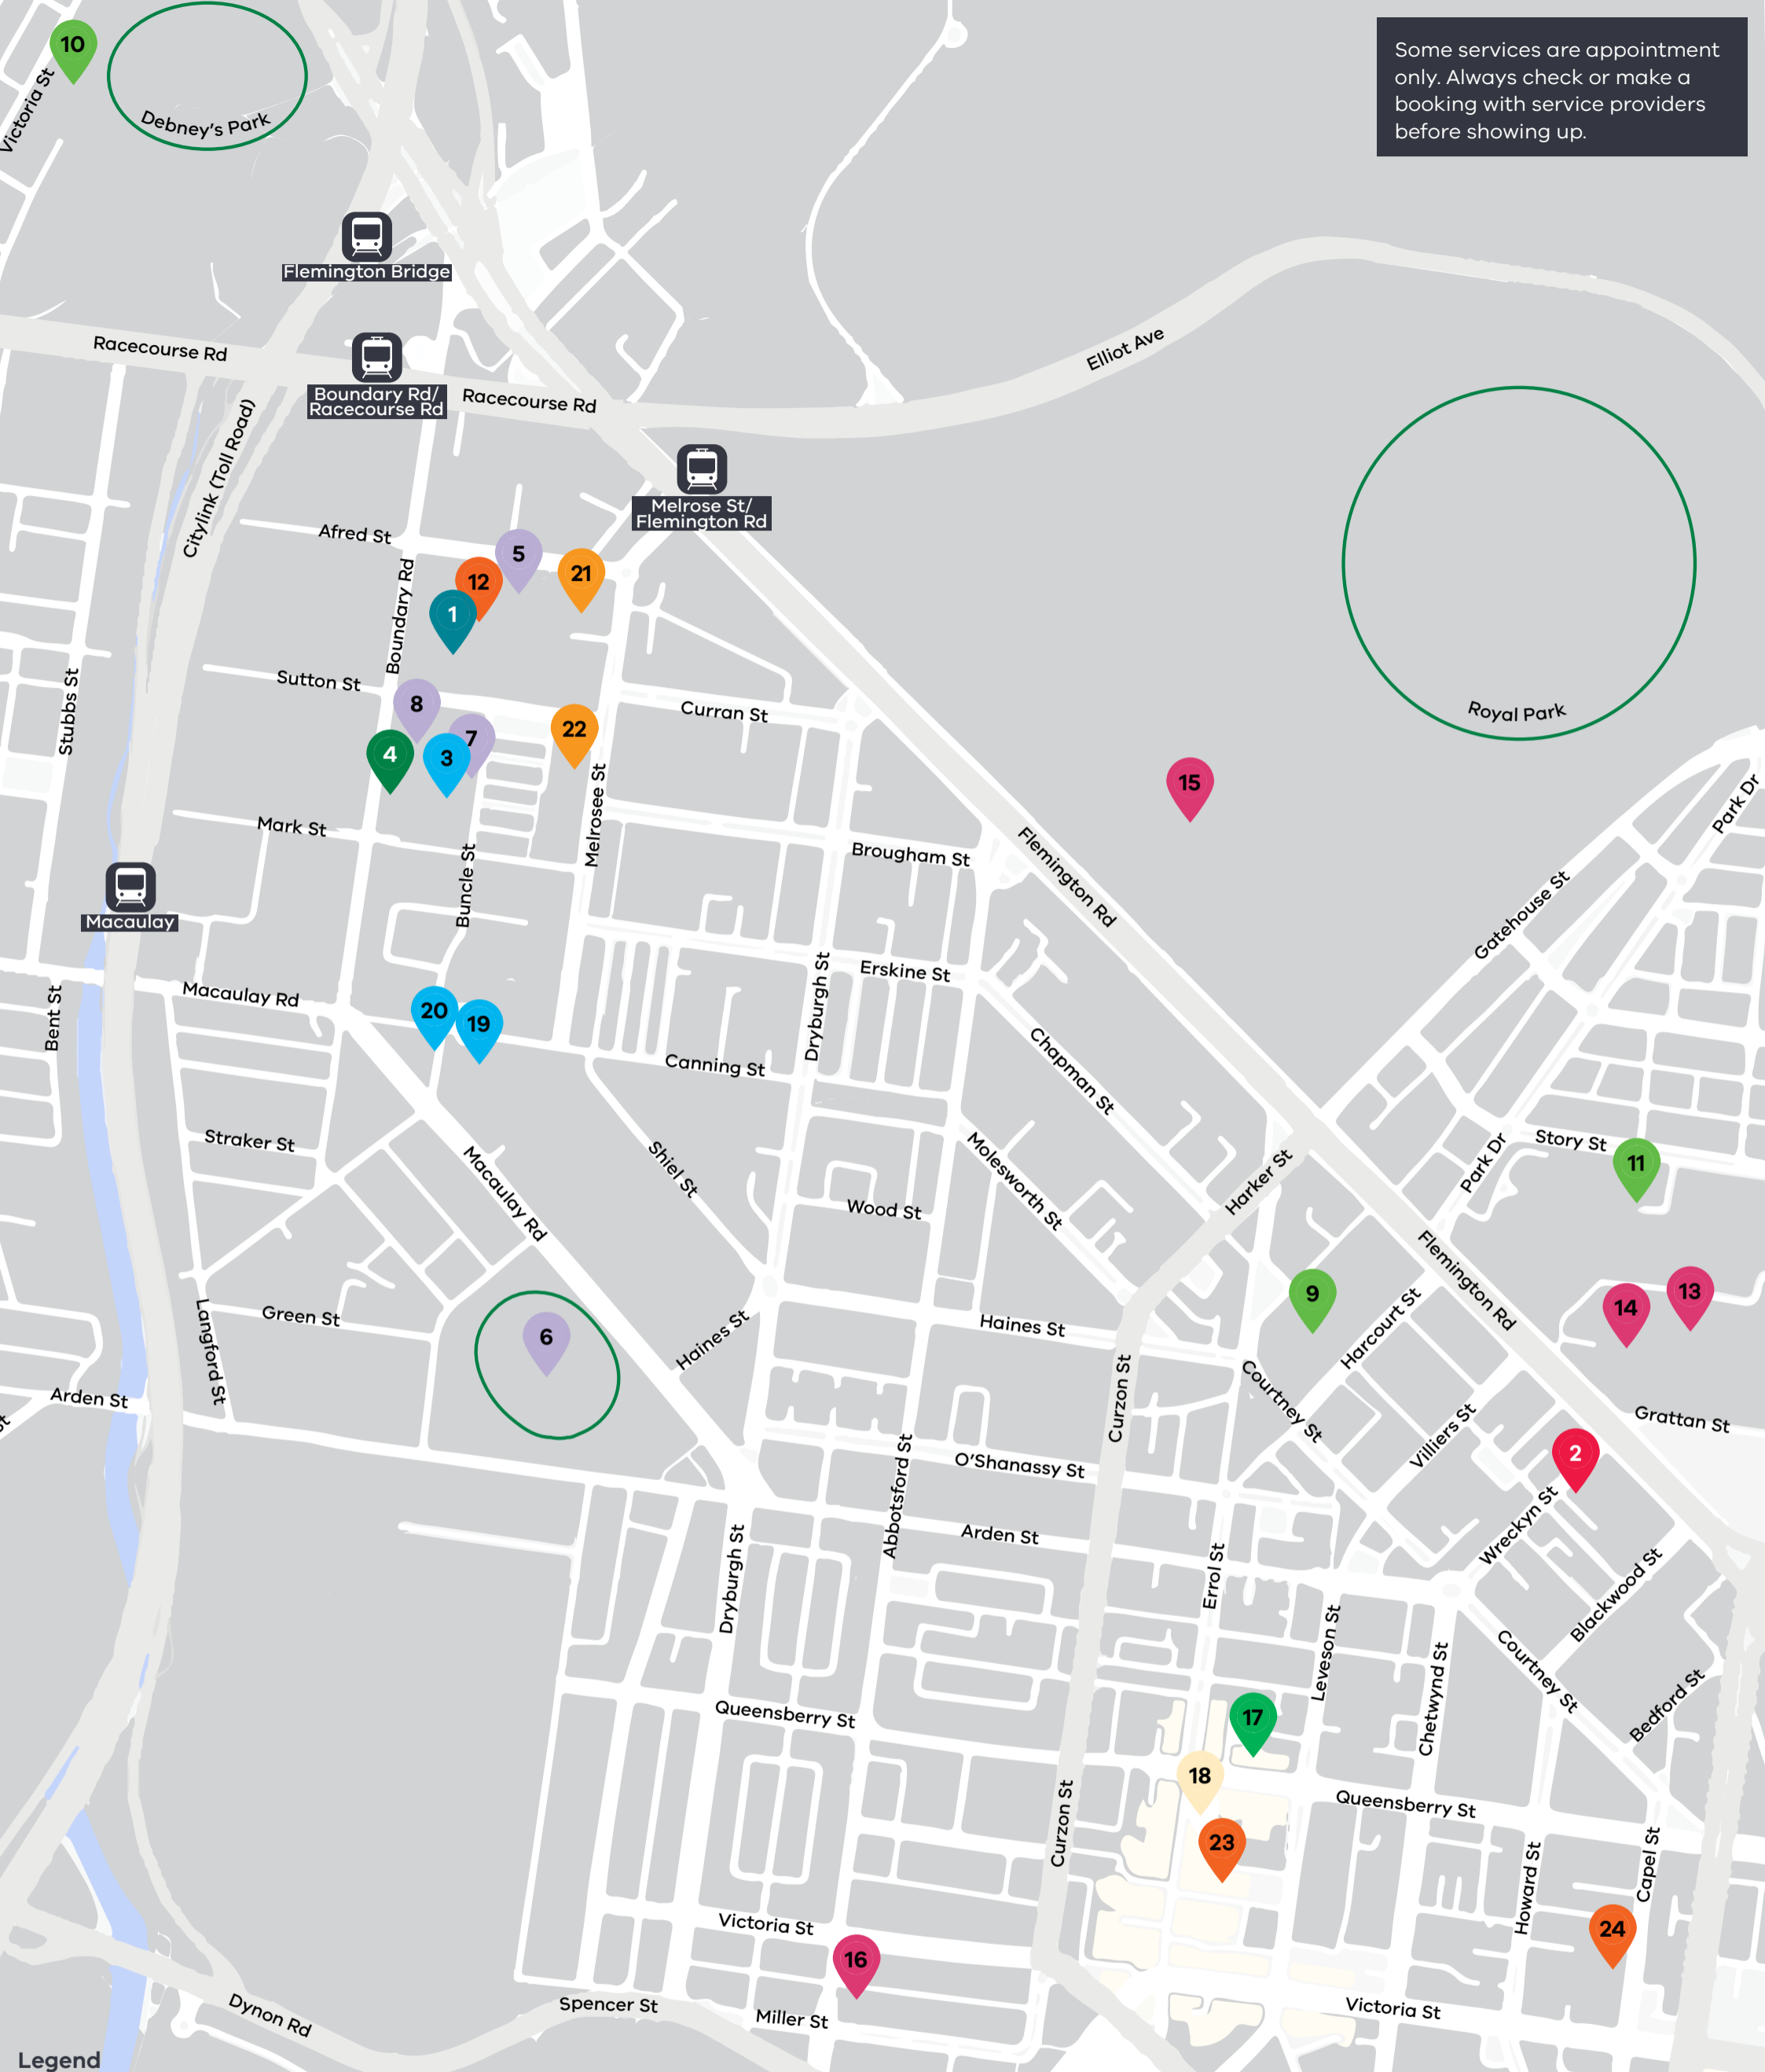 Some services are appointment
only. Always check or make a
booking with service providers
before showing up.
10
Victoria St
Debney's Park
Flemington Bridge
Racecourse Rd
Boundary Rd/
Racecourse Rd
Racecourse Rd
Elliot Ave
Citylink (Toll Road)
Melrose St/
Flemington Rd
Afred St
5
21
12
1
Boundary Rd
Stubbs St
Sutton St
8
7
22
4
3
Curran St
Royal Park
15
Park Dr
Melrosee St
Mark St
Brougham St
Flemington Rd
Gatehouse St
Buncle St
Macaulay
Erskine St
Dryburgh St
Macaulay Rd
Bent St
20
19
Canning St
Chapman St
Straker St
Shiel St
Macaulay Rd
Molesworth St
Wood St
Harker St
Park Dr
Story St
11
Flemington Rd
9
13
14
Green St
Langford St
6
Haines St
Haines St
Harcourt St
Curzon St
Courtney St
Arden St
Villiers St
Grattan St
2
O'Shanassy St
Abbotsford St
Arden St
Wreckyn St
Dryburgh St
Errol St
Blackwood St
Leveson St
Chetwynd St
Courtney St
Bedford St
Queensberry St
17
18
Queensberry St
Curzon St
23
Howard St
Capel St
24
Victoria St
16
Spencer St
Miller St
Victoria St
Dynon Rd
Legend